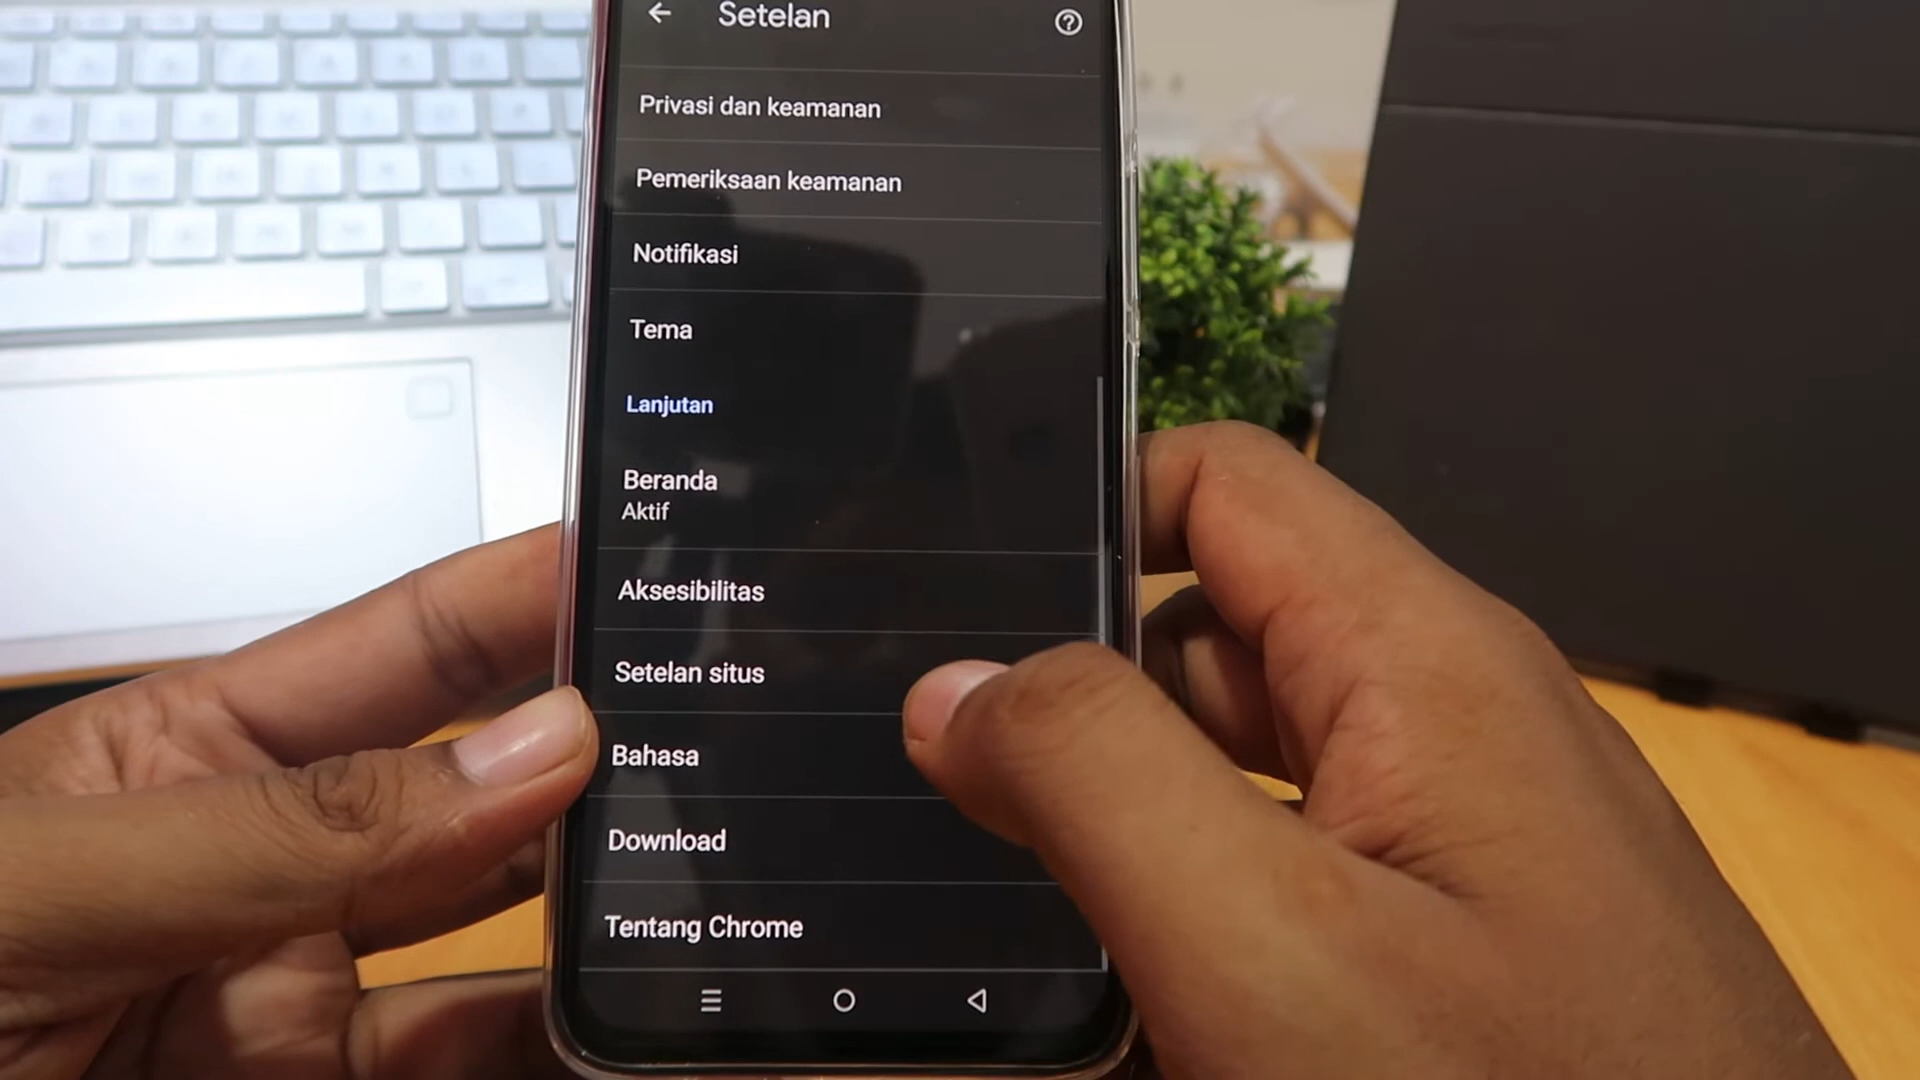 Setelan
Privasi dan keamanan
Pemeriksaan keamanan
Notifikasi
Tema
Lanjutan
Beranda
Aktif
Aksesibilitas
Setelan situs
Bahasa
Download
Tentang Chrome